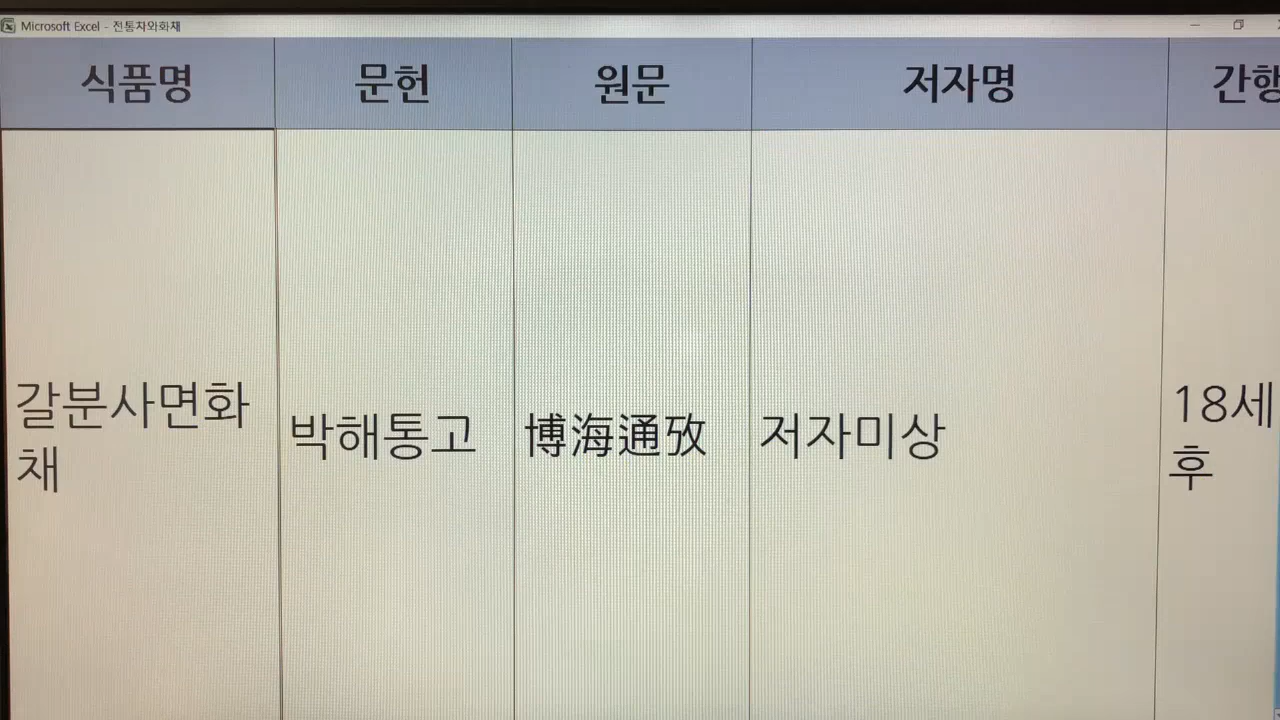 Microsoft Excel - 전통차와화채
식품명 문헌 원문 저자명 간행
갈분사면화채 박해통고 博海通攷 저자미상 18세
후